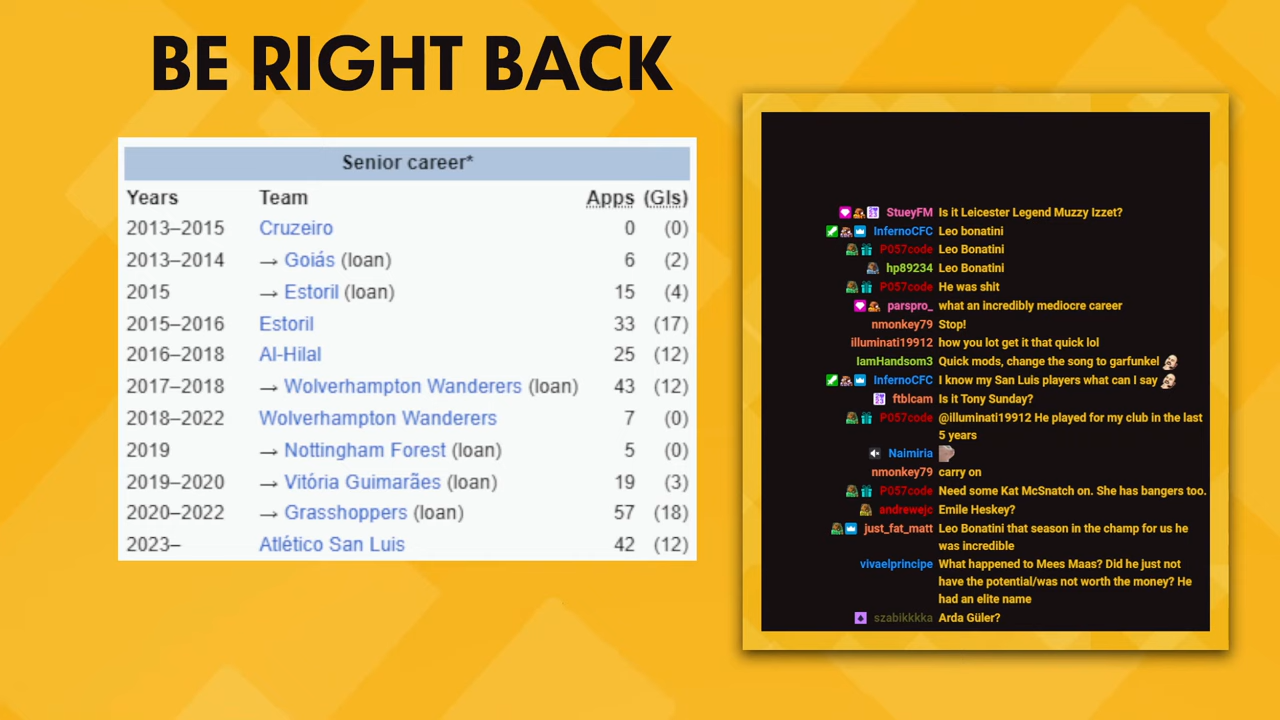 BE RIGHT BACK
Senior career*
Years Team Apps (Gls)
2013–2015 Cruzeiro 0 (0)
2013–2014 → Goiás (loan) 6 (2)
2015 → Estoril (loan) 15 (4)
2015–2016 Estoril 33 (17)
2016–2018 Al-Hilal 25 (12)
2017–2018 → Wolverhampton Wanderers (loan) 43 (12)
2018–2022 Wolverhampton Wanderers 7 (0)
2019 → Nottingham Forest (loan) 5 (0)
2019–2020 → Vitória Guimarães (loan) 19 (3)
2020–2022 → Grasshoppers (loan) 57 (18)
2023– Atlético San Luis 42 (12)
StueyFM Is it Leicester Legend Muzzy Izzet?
InfernoCFC Leo bonatini
P057code Leo Bonatini
hp89234 Leo Bonatini
P057code He was shit
parspro_ what an incredibly mediocre career
nmonkey79 Stop!
illuminati19912 how you lot get it that quick lol
IamHandsom3 Quick mods, change the song to garfunkel
InfernoCFC I know my San Luis players what can I say
ftblcam Is it Tony Sunday?
P057code @illuminati19912 He played for my club in the last
5 years
Naimiria
nmonkey79 carry on
P057code Need some Kat McSnatch on. She has bangers too.
andrewejc Emile Heskey?
just_fat_matt Leo Bonatini that season in the champ for us he
was incredible
vivaelprincipe What happened to Mees Maas? Did he just not
have the potential/was not worth the money? He
had an elite name
szabikkkka Arda Güler?